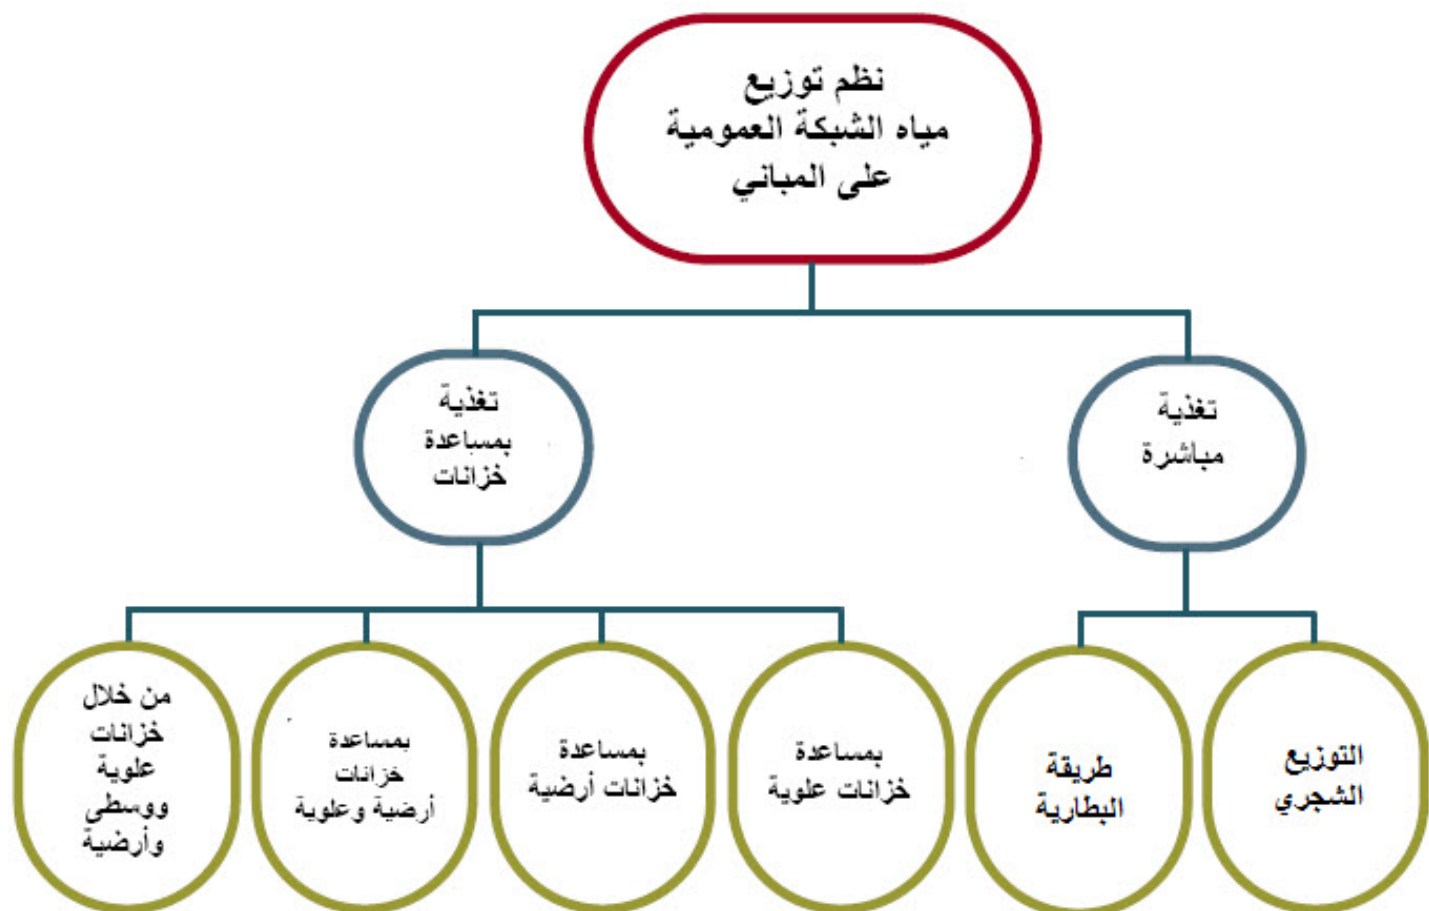 نظم توزيع
مياه الشبكة العمومية
على المباني
تغذية
مباشرة
تغذية
بمساعدة
خزانات
التوزيع
الشجري
طريقة
البطارية
بمساعدة
خزانات علوية
بمساعدة
خزانات أرضية
بمساعدة
خزانات
أرضية وعلوية
من خلال
خزانات
علوية
ووسطى
وأرضية